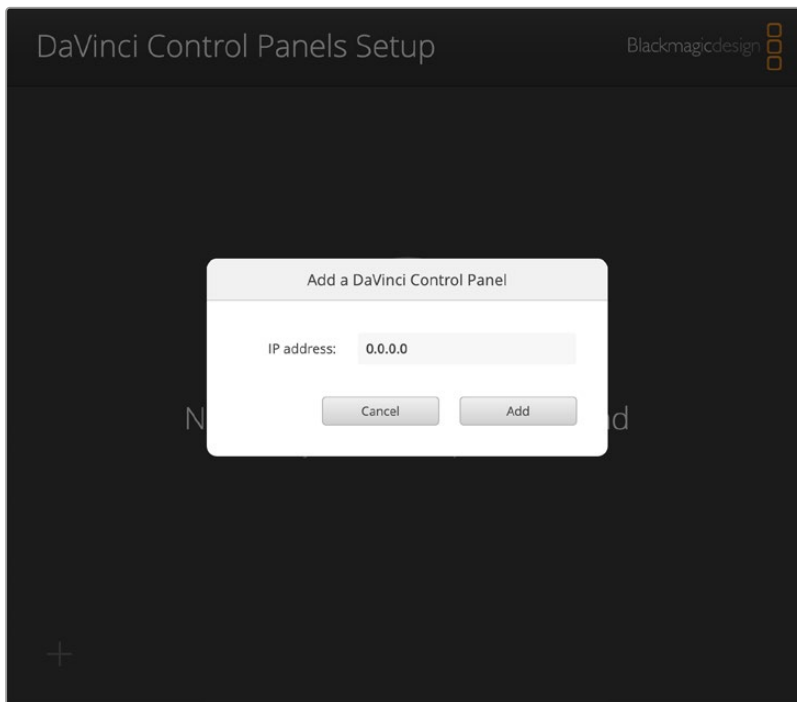 DaVinci Control Panels Setup
Blackmagicdesign
Add a DaVinci Control Panel
IP address: 0.0.0.0
Cancel Add